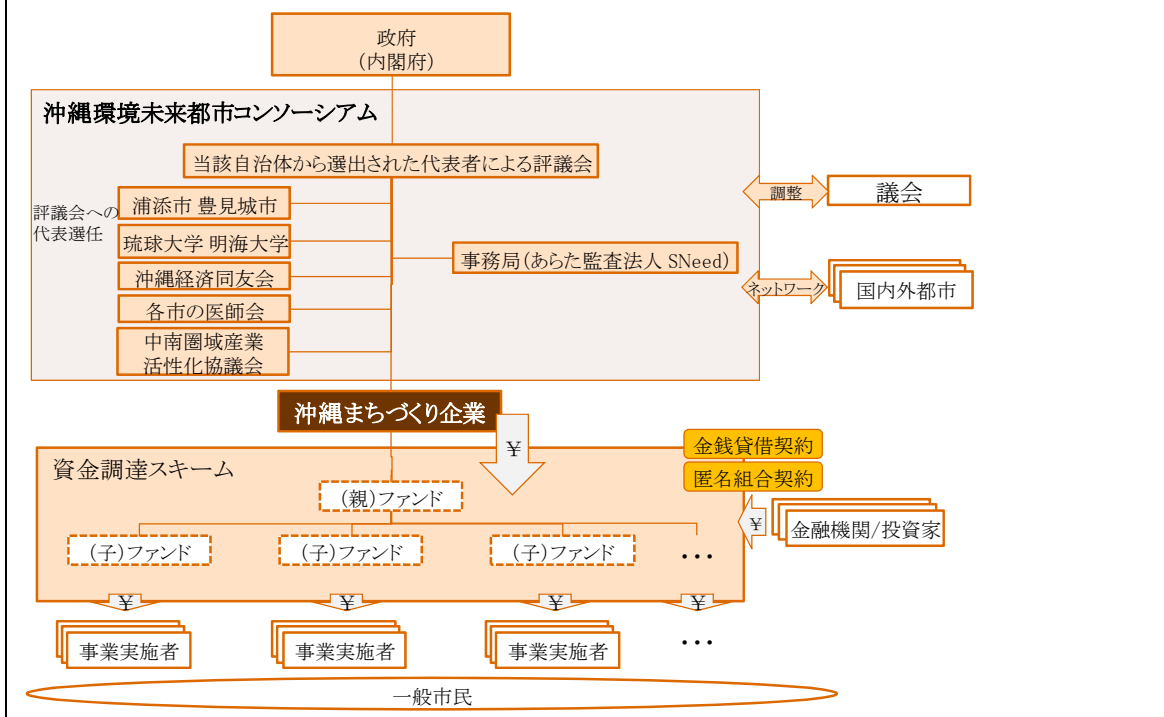 政府
(内閣府)
沖縄環境未来都市コンソーシアム
当該自治体から選出された代表者による評議会
評議会への
代表選任
浦添市 豊見城市
琉球大学 明海大学
沖縄経済同友会
各市の医師会
中南圏域産業
活性化協議会
事務局(あらた監査法人 SNeed)
調整
議会
ネットワーク
国内外都市
沖縄まちづくり企業
¥
資金調達スキーム
金銭貸借契約
匿名組合契約
(親)ファンド
¥
金融機関/投資家
(子)ファンド
(子)ファンド
(子)ファンド
・・・
¥
¥
¥
¥
事業実施者
事業実施者
事業実施者
・・・
一般市民